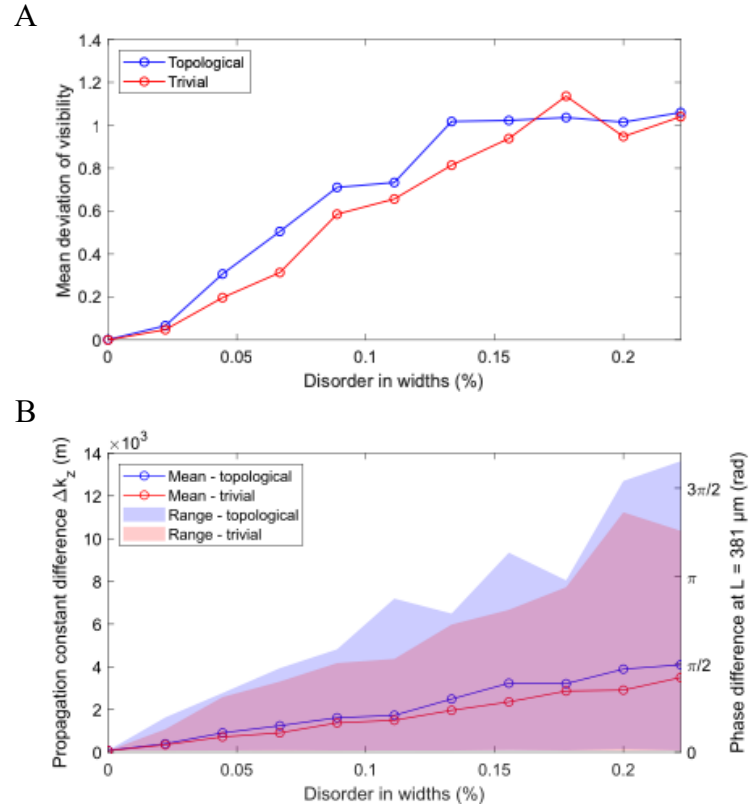 A
1.4
1.2
1
0.8
0.6
0.4
0.2
0
Mean deviation of visibility
Topological
Trivial
0
0.05
0.1
0.15
0.2
Disorder in widths (%)
B
×10³
14
12
10
8
6
4
2
0
Propagation constant difference Δk_z (m)
Mean - topological
Mean - trivial
Range - topological
Range - trivial
3π/2
π
π/2
0
Phase difference at L = 381 μm (rad)
0
0.05
0.1
0.15
0.2
Disorder in widths (%)